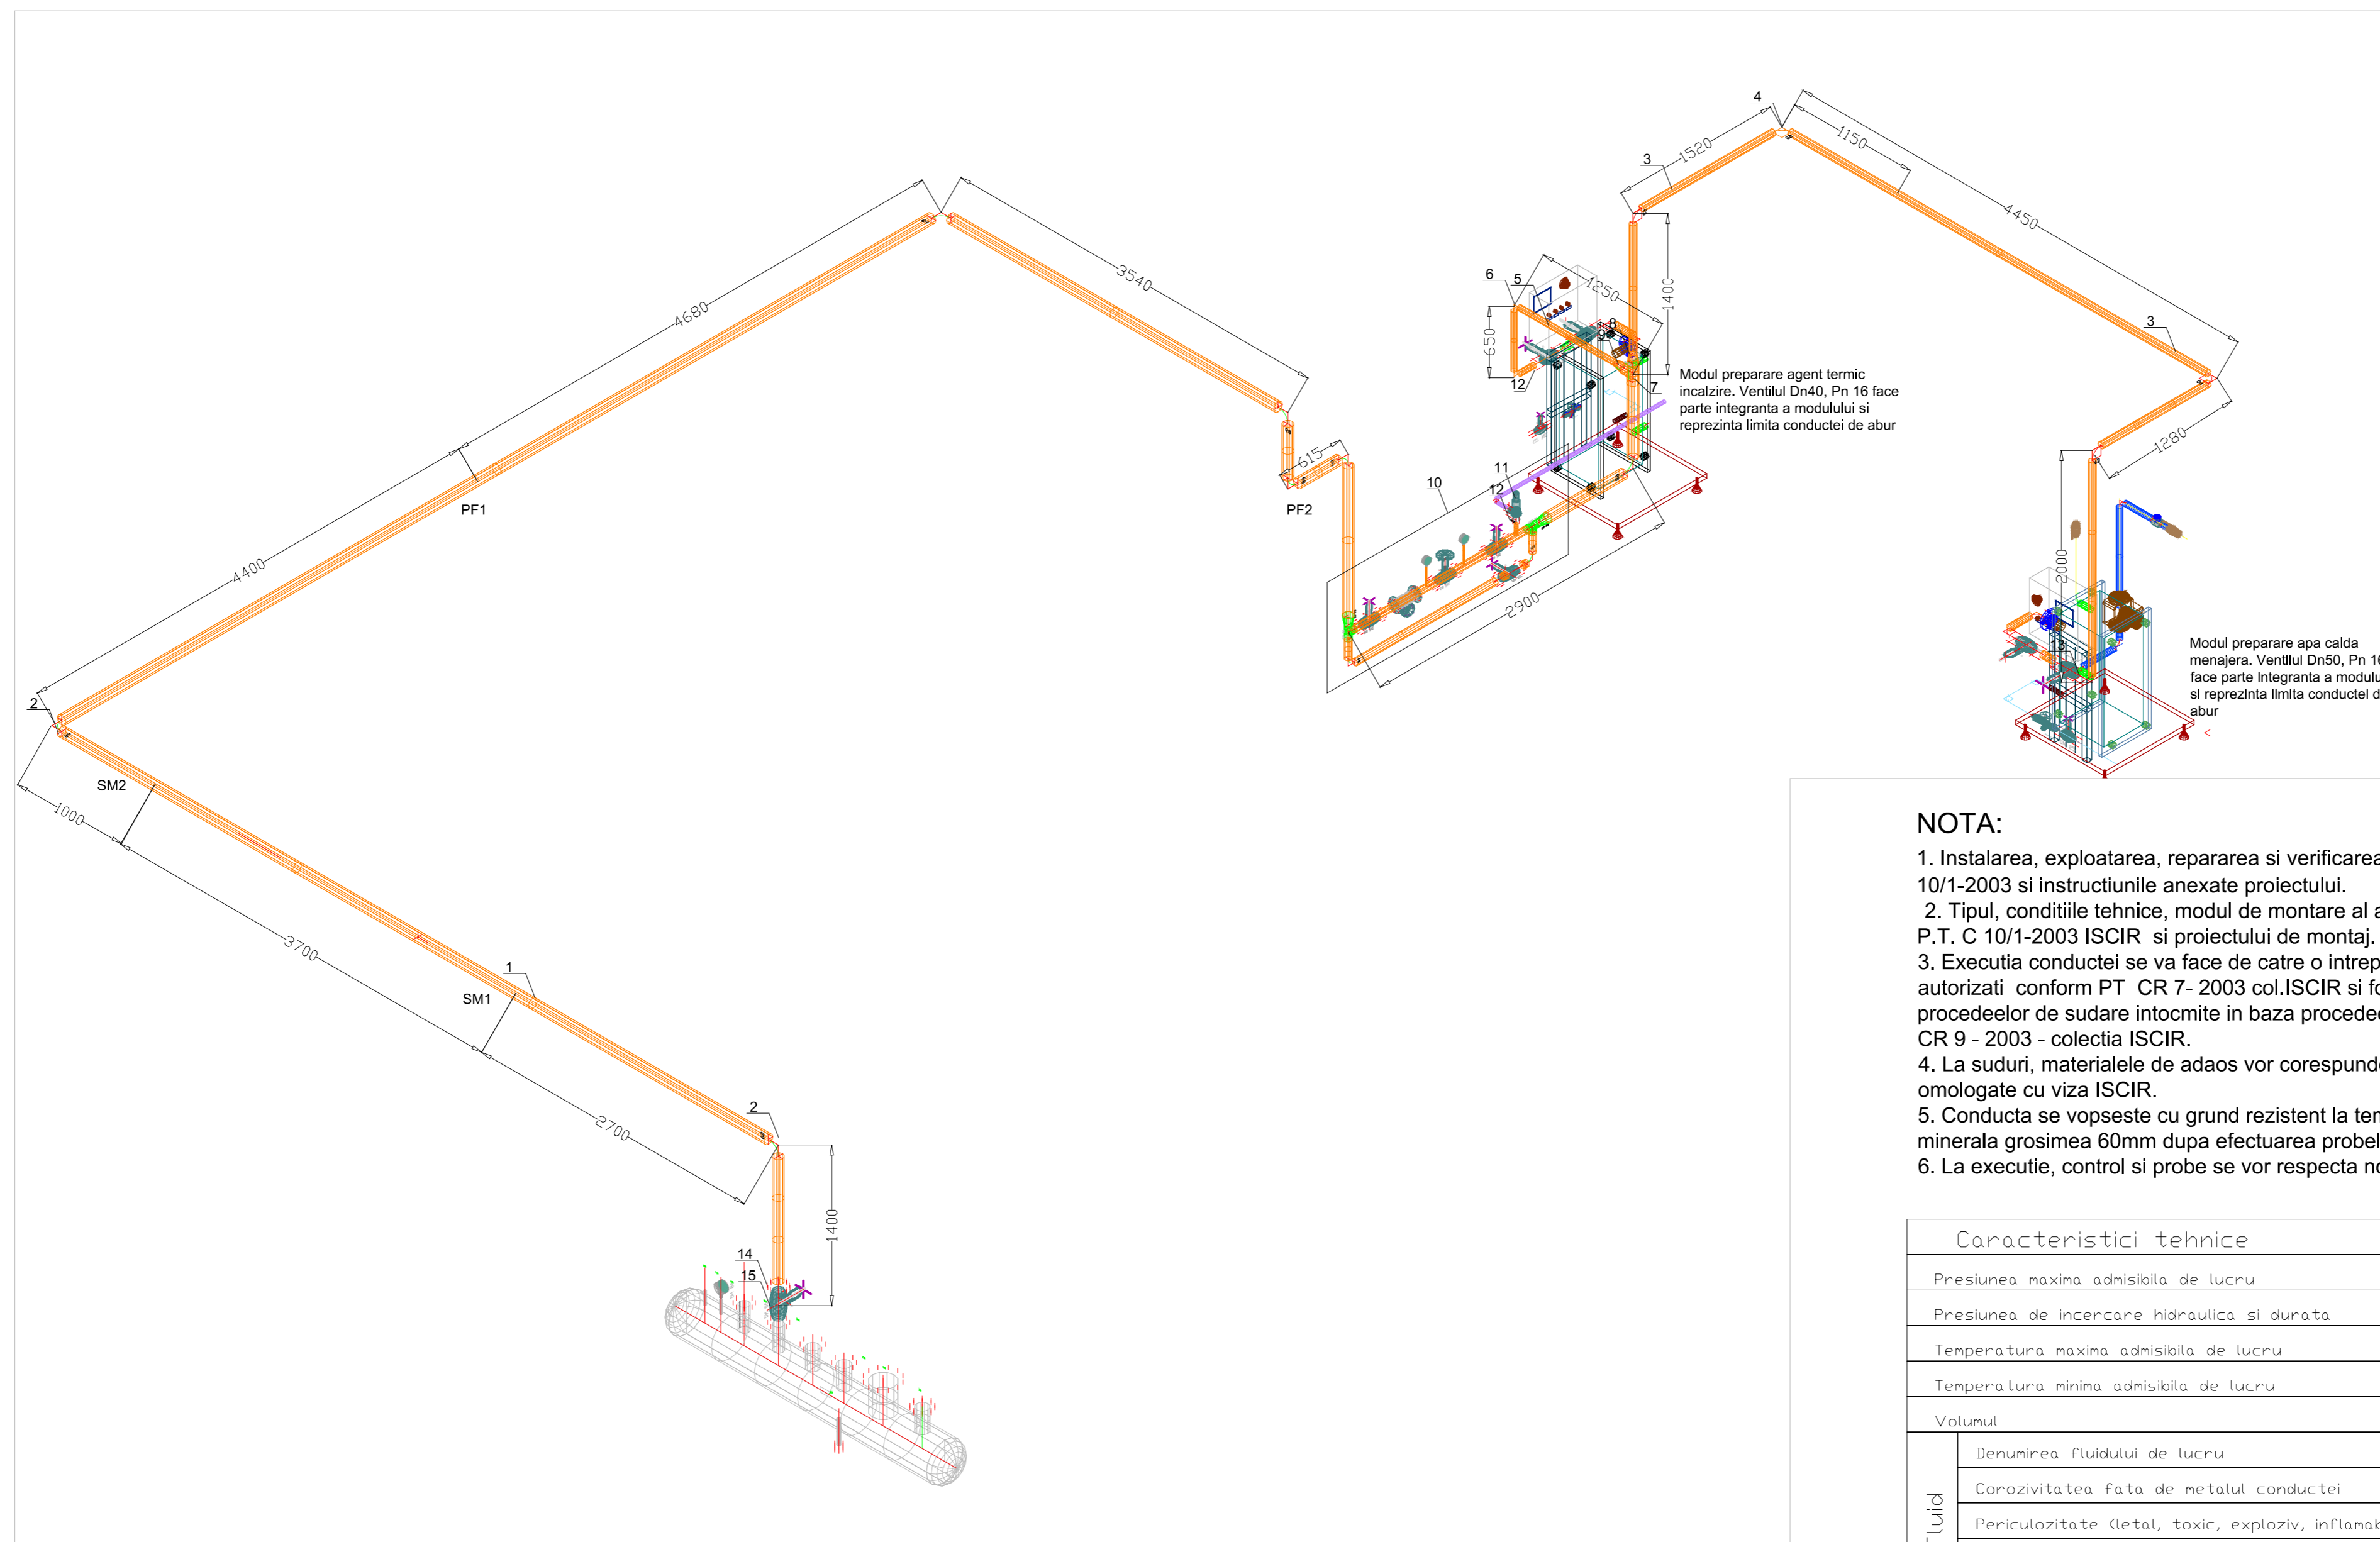 4
1150
1520
3
4450
4680
3540
6
5
1250
1400
8
9
650
12
7
3
Modul preparare agent termic
incalzire. Ventilul Dn40, Pn 16 face
parte integranta a modulului si
reprezinta limita conductei de abur
1280
615
11
12
10
PF1
PF2
4400
2900
2000
13
Modul preparare apa calda
menajera. Ventilul Dn50, Pn 16
face parte integranta a modulu
si reprezinta limita conductei d
abur
2
SM2
1000
3700
1
SM1
2
2700
1400
14
15
NOTA:
1. Instalarea, exploatarea, repararea si verificarea
10/1-2003 si instructiunile anexate proiectului.
2. Tipul, conditiile tehnice, modul de montare al a
P.T. C 10/1-2003 ISCIR si proiectului de montaj.
3. Executia conductei se va face de catre o intrep
autorizati conform PT CR 7- 2003 col.ISCIR si fo
procedeelor de sudare intocmite in baza procede
CR 9 - 2003 - colectia ISCIR.
4. La suduri, materialele de adaos vor corespund
omologate cu viza ISCIR.
5. Conducta se vopseste cu grund rezistent la ten
minerala grosimea 60mm dupa efectuarea probel
6. La executie, control si probe se vor respecta no
Caracteristici tehnice
Presiunea maxima admisibila de lucru
Presiunea de incercare hidraulica si durata
Temperatura maxima admisibila de lucru
Temperatura minima admisibila de lucru
Volumul
Denumirea fluidului de lucru
Corozivitatea fata de metalul conductei
Periculozitate (letal, toxic, exploziv, inflamab
Fluid